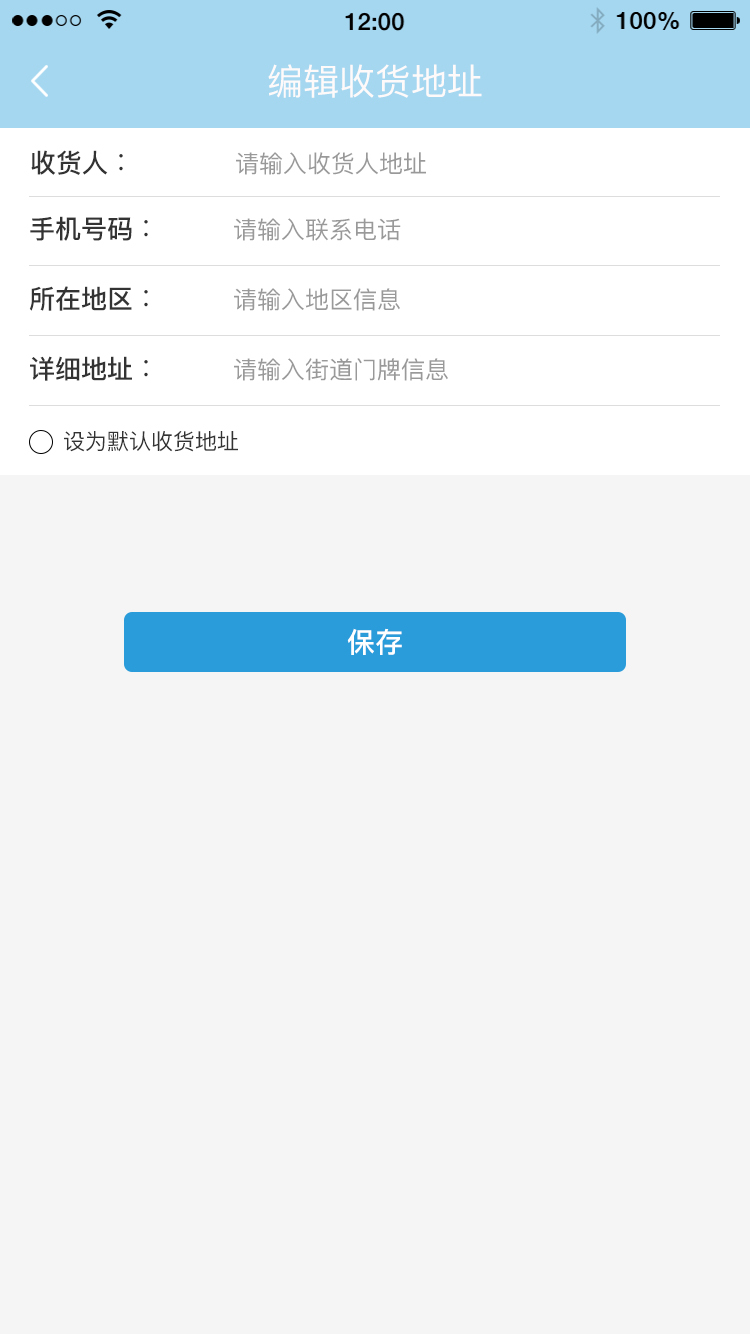 12:00 100%
编辑收货地址
收货人： 请输入收货人地址
手机号码： 请输入联系电话
所在地区： 请输入地区信息
详细地址： 请输入街道门牌信息
设为默认收货地址
保存